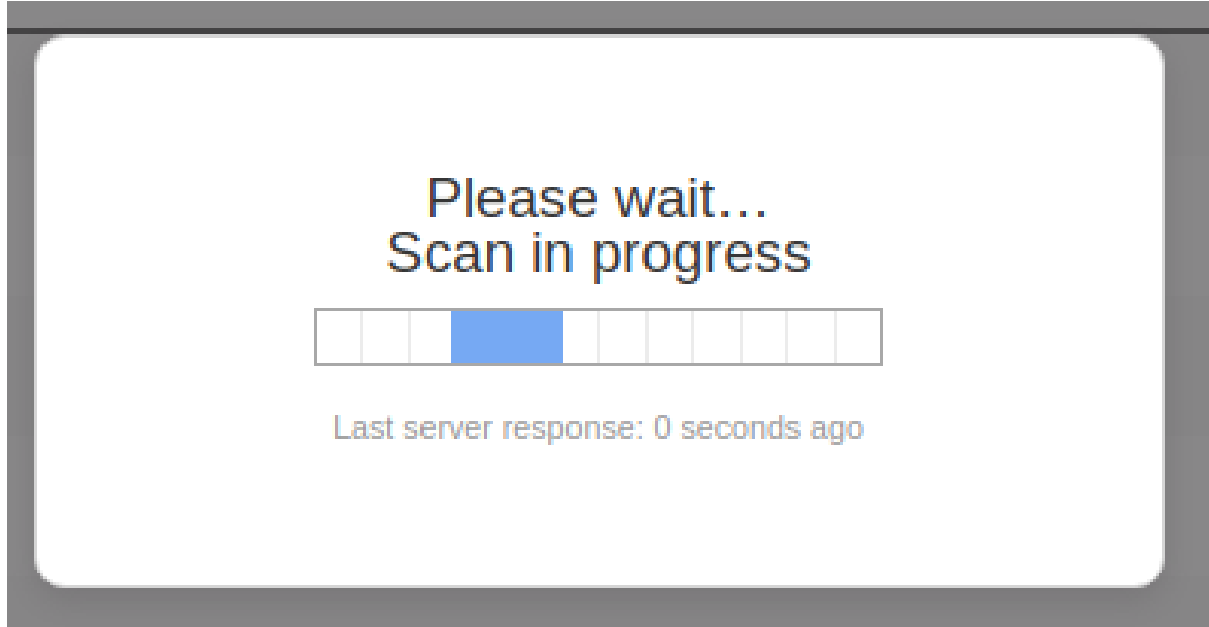 Please wait…
Scan in progress
Last server response: 0 seconds ago